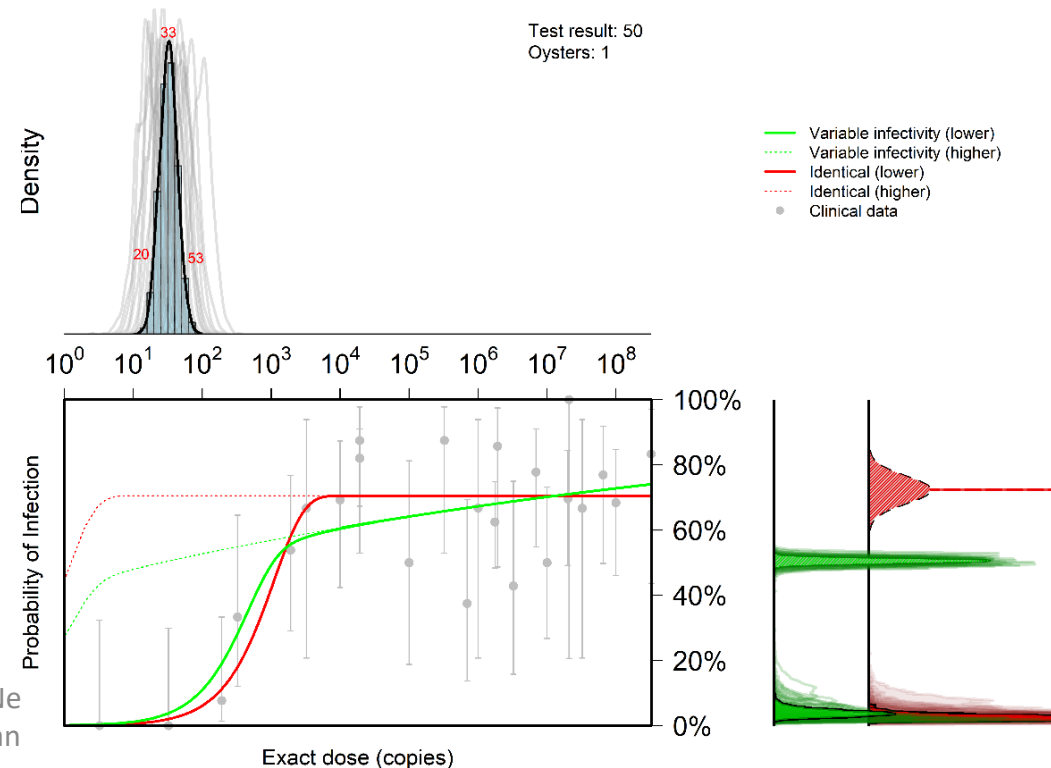 Test result: 50
Oysters: 1
33
20
53
Density
Variable infectivity (lower)
Variable infectivity (higher)
Identical (lower)
Identical (higher)
Clinical data
10^0 10^1 10^2 10^3 10^4 10^5 10^6 10^7 10^8
100%
80%
60%
40%
20%
0%
Probability of Infection
Exact dose (copies)